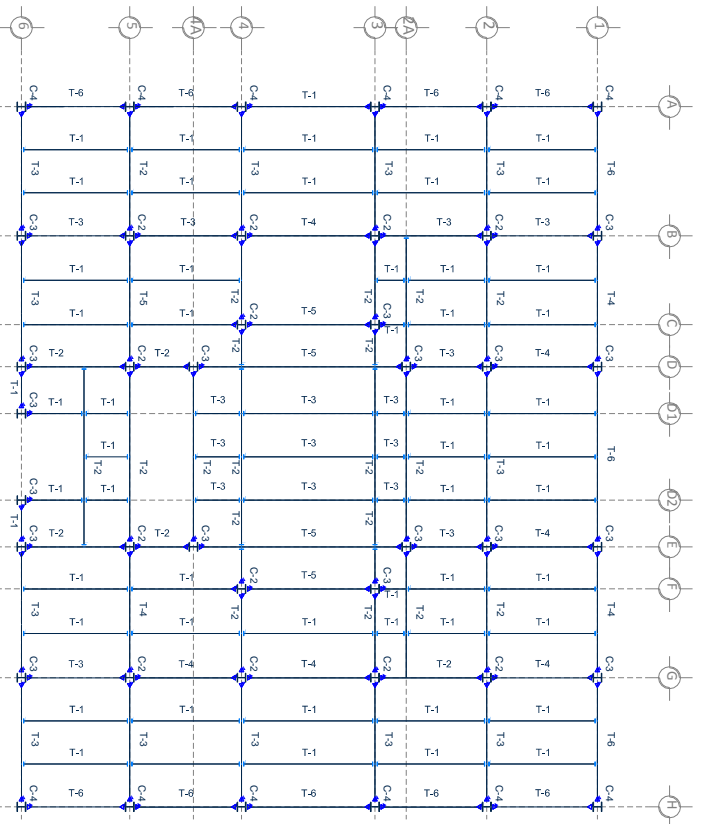 6 5 4A 4 3 2A 2 1
C-4 T-6 C-4 T-6 C-4 T-1 C-4 T-6 C-4 T-6 C-4 A
T-1 T-1 T-1 T-1 T-1
T-3 T-2 T-3 T-3 T-3 T-6
T-1 T-1 T-1 T-1 T-1
C-3 T-3 C-2 T-3 C-2 T-4 C-2 T-3 C-2 T-3 C-3 B
T-1 T-1 T-1 T-1 T-1
T-3 T-5 T-2 T-2 T-2 T-2 T-4
T-1 T-1 C-2 T-5 C-3 T-1 T-1 T-1 C
C-3 T-2 C-2 T-2 C-3 T-2 T-5 T-2 C-3 T-3 C-2 T-4 C-3 D
T-1 C-3 T-1 T-1 T-3 T-3 T-3 T-1 T-1 D1
T-1 T-3 T-3 T-3 T-1 T-1
T-2 T-2 T-2 T-2 T-2 T-3 T-6
C-3 T-1 T-1 T-3 T-3 T-3 T-1 T-1 D2
T-1 C-3 T-2 C-2 T-2 C-3 T-2 T-5 T-2 C-3 T-3 C-2 T-4 C-3 E
T-1 T-1 C-2 T-5 C-3 T-1 T-1 T-1 F
T-3 T-4 T-2 T-2 T-2 T-2 T-4
T-1 T-1 T-1 T-1 T-1 T-1
C-3 T-3 C-2 T-4 C-2 T-4 C-2 T-2 C-2 T-4 C-3 G
T-1 T-1 T-1 T-1 T-1
T-3 T-3 T-3 T-3 T-3 T-6
T-1 T-1 T-1 T-1 T-1
C-4 T-6 C-4 T-6 C-4 T-6 C-4 T-6 C-4 T-6 C-4 H